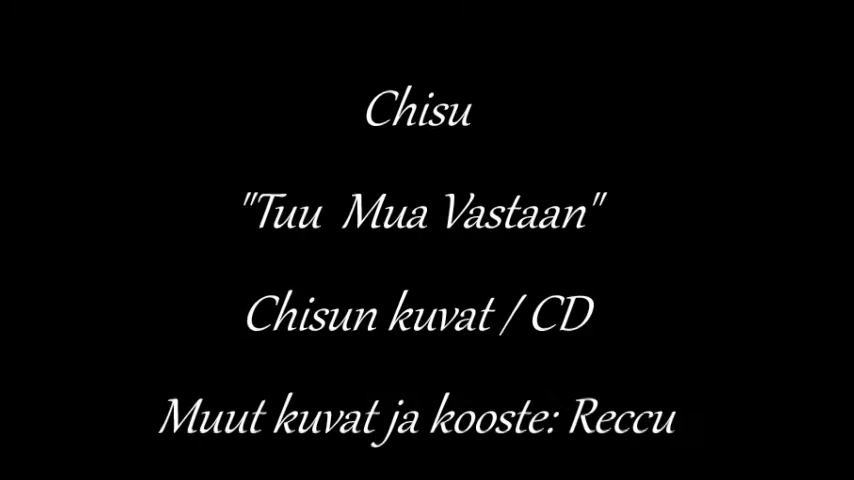 Chisu
"Tuu Mua Vastaan"
Chisun kuvat / CD
Muut kuvat ja kooste: Reccu